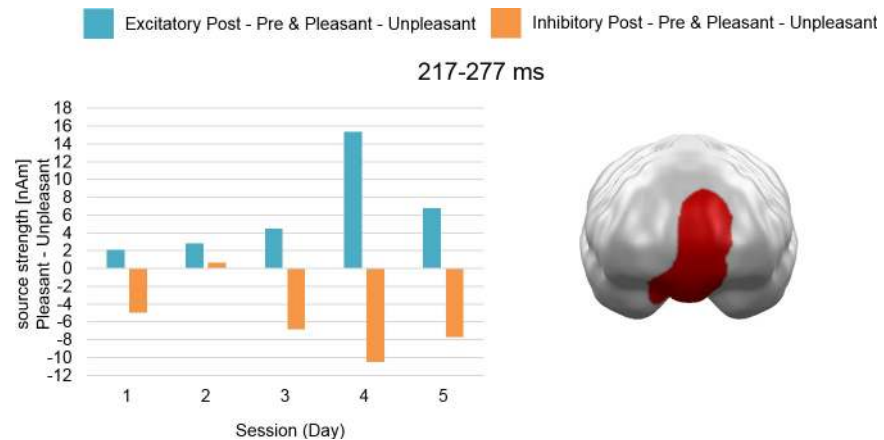 Excitatory Post - Pre & Pleasant - Unpleasant
Inhibitory Post - Pre & Pleasant - Unpleasant
217-277 ms
source strength [nAm]
Pleasant - Unpleasant
18
16
14
12
10
8
6
4
2
0
-2
-4
-6
-8
-10
-12
1 2 3 4 5
Session (Day)